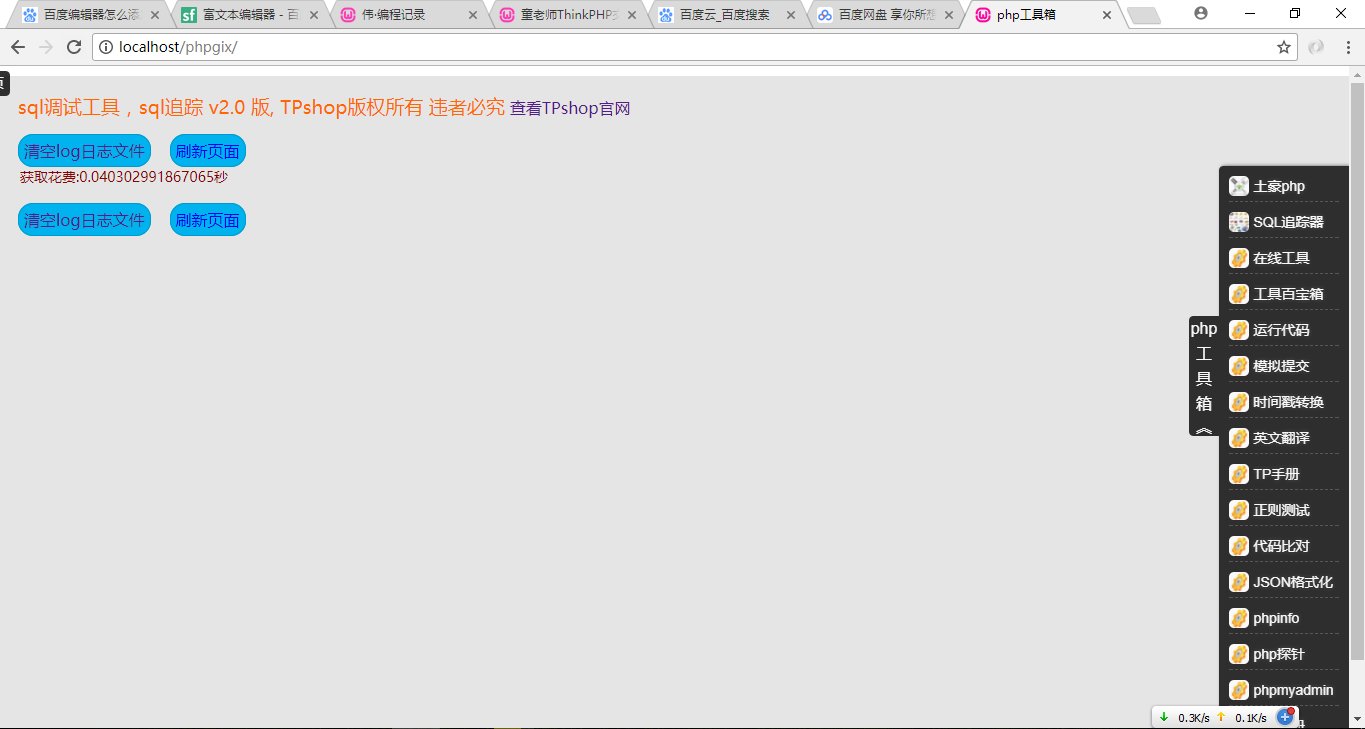 百度编辑器怎么添
富文本编辑器 - 百
伟·编程记录
童老师ThinkPHP
百度云_百度搜索
百度网盘 享你所想
php工具箱
localhost/phpgix/
sql调试工具，sql追踪 v2.0 版, TPshop版权所有 违者必究 查看TPshop官网
清空log日志文件 刷新页面
获取花费:0.040302991867065秒
清空log日志文件 刷新页面
php
工
具
箱
土豪php
SQL追踪器
在线工具
工具百宝箱
运行代码
模拟提交
时间戳转换
英文翻译
TP手册
正则测试
代码比对
JSON格式化
phpinfo
php探针
phpmyadmin
0.3K/s 0.1K/s